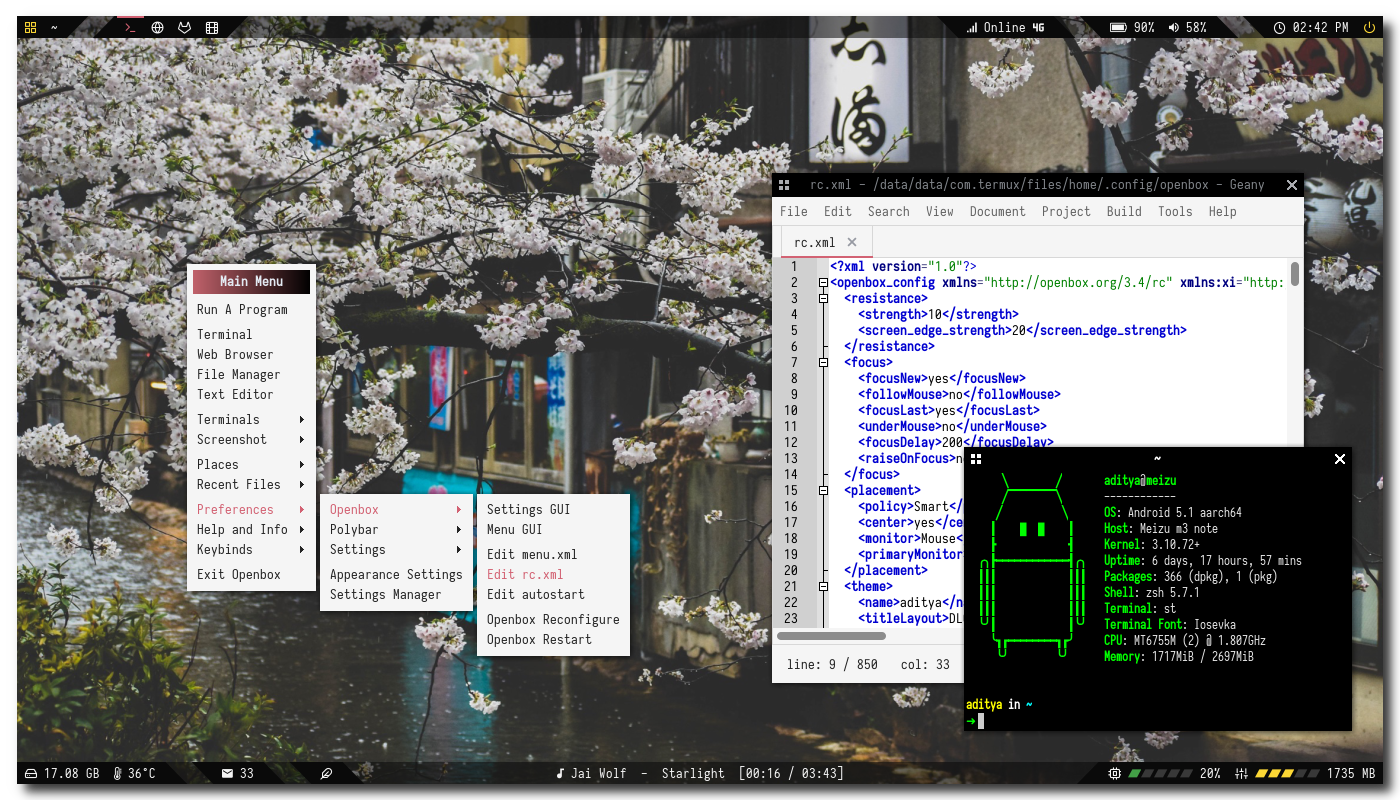 ~
Online 4G
90%
58%
02:42 PM
rc.xml - /data/data/com.termux/files/home/.config/openbox - Geany
File Edit Search View Document Project Build Tools Help
rc.xml
1 <?xml version="1.0"?>
2 <openbox_config xmlns="http://openbox.org/3.4/rc" xmlns:xi="http:
3 <resistance>
4 <strength>10</strength>
5 <screen_edge_strength>20</screen_edge_strength>
6 </resistance>
7 <focus>
8 <focusNew>yes</focusNew>
9 <followMouse>no</followMouse>
10 <focusLast>yes</focusLast>
11 <underMouse>no</underMouse>
12 <focusDelay>200</focusDelay>
13 <raiseOnFocus>n
14 </focus>
15 <placement>
16 <policy>Smart</
17 <center>yes</ce
18 <monitor>Mouse<
19 <primaryMonitor
20 </placement>
21 <theme>
22 <name>aditya</n
23 <titleLayout>DL
line: 9 / 850 col: 33
Main Menu
Run A Program
Terminal
Web Browser
File Manager
Text Editor
Terminals
Screenshot
Places
Recent Files
Preferences
Help and Info
Keybinds
Exit Openbox
Openbox
Polybar
Settings
Appearance Settings
Settings Manager
Settings GUI
Menu GUI
Edit menu.xml
Edit rc.xml
Edit autostart
Openbox Reconfigure
Openbox Restart
~
aditya@meizu
------------
OS: Android 5.1 aarch64
Host: Meizu m3 note
Kernel: 3.10.72+
Uptime: 6 days, 17 hours, 57 mins
Packages: 366 (dpkg), 1 (pkg)
Shell: zsh 5.7.1
Terminal: st
Terminal Font: Iosevka
CPU: MT6755M (2) @ 1.807GHz
Memory: 1717MiB / 2697MiB
aditya in ~
➜
17.08 GB
36°C
33
Jai Wolf - Starlight [00:16 / 03:43]
20%
1735 MB